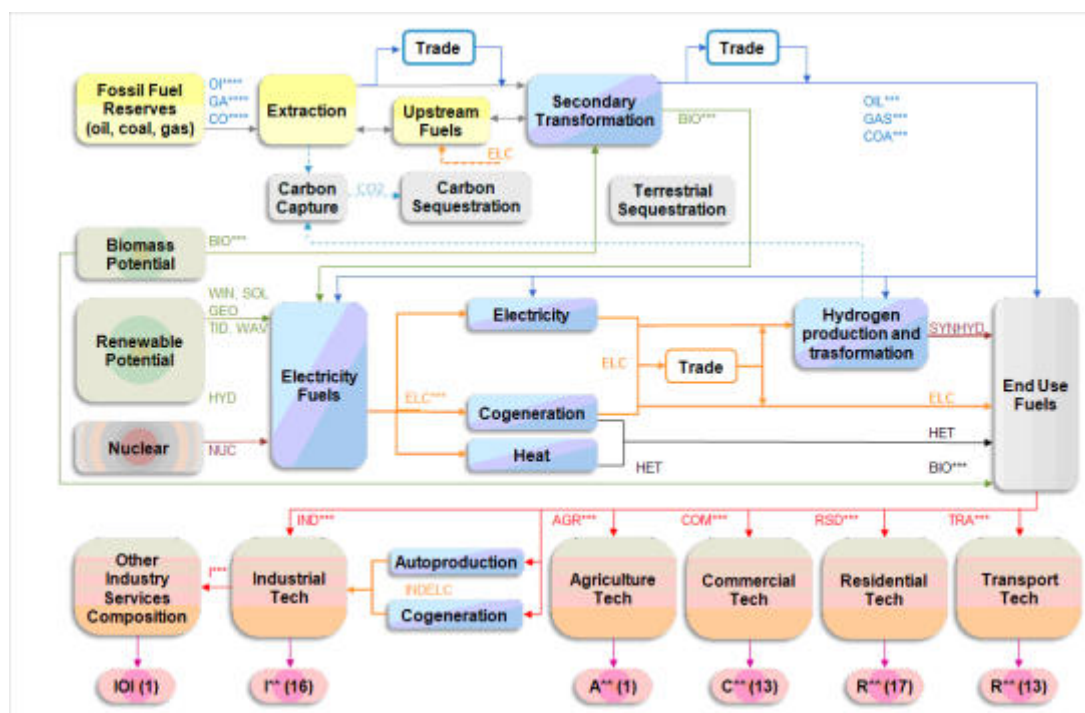 Trade
Trade
Fossil Fuel
Reserves
(oil, coal, gas)
OI****
GA****
CO****
Extraction
Upstream
Fuels
Secondary
Transformation
BIO***
OIL***
GAS***
COA***
ELC
Carbon
Capture
CO2
Carbon
Sequestration
Terrestrial
Sequestration
Biomass
Potential
BIO***
Renewable
Potential
WIN, SOL
GEO
TID, WAV
HYD
Nuclear
NUC
Electricity
Fuels
ELC***
Electricity
Cogeneration
Heat
ELC
Trade
HET
Hydrogen
production and
trasformation
SYNHYD
ELC
HET
BIO***
End Use
Fuels
IND***
AGR***
COM***
RSD***
TRA***
Other
Industry
Services
Composition
I***
Industrial
Tech
Autoproduction
INDELC
Cogeneration
Agriculture
Tech
Commercial
Tech
Residential
Tech
Transport
Tech
IOI (1)
I** (16)
A** (1)
C** (13)
R** (17)
R** (13)